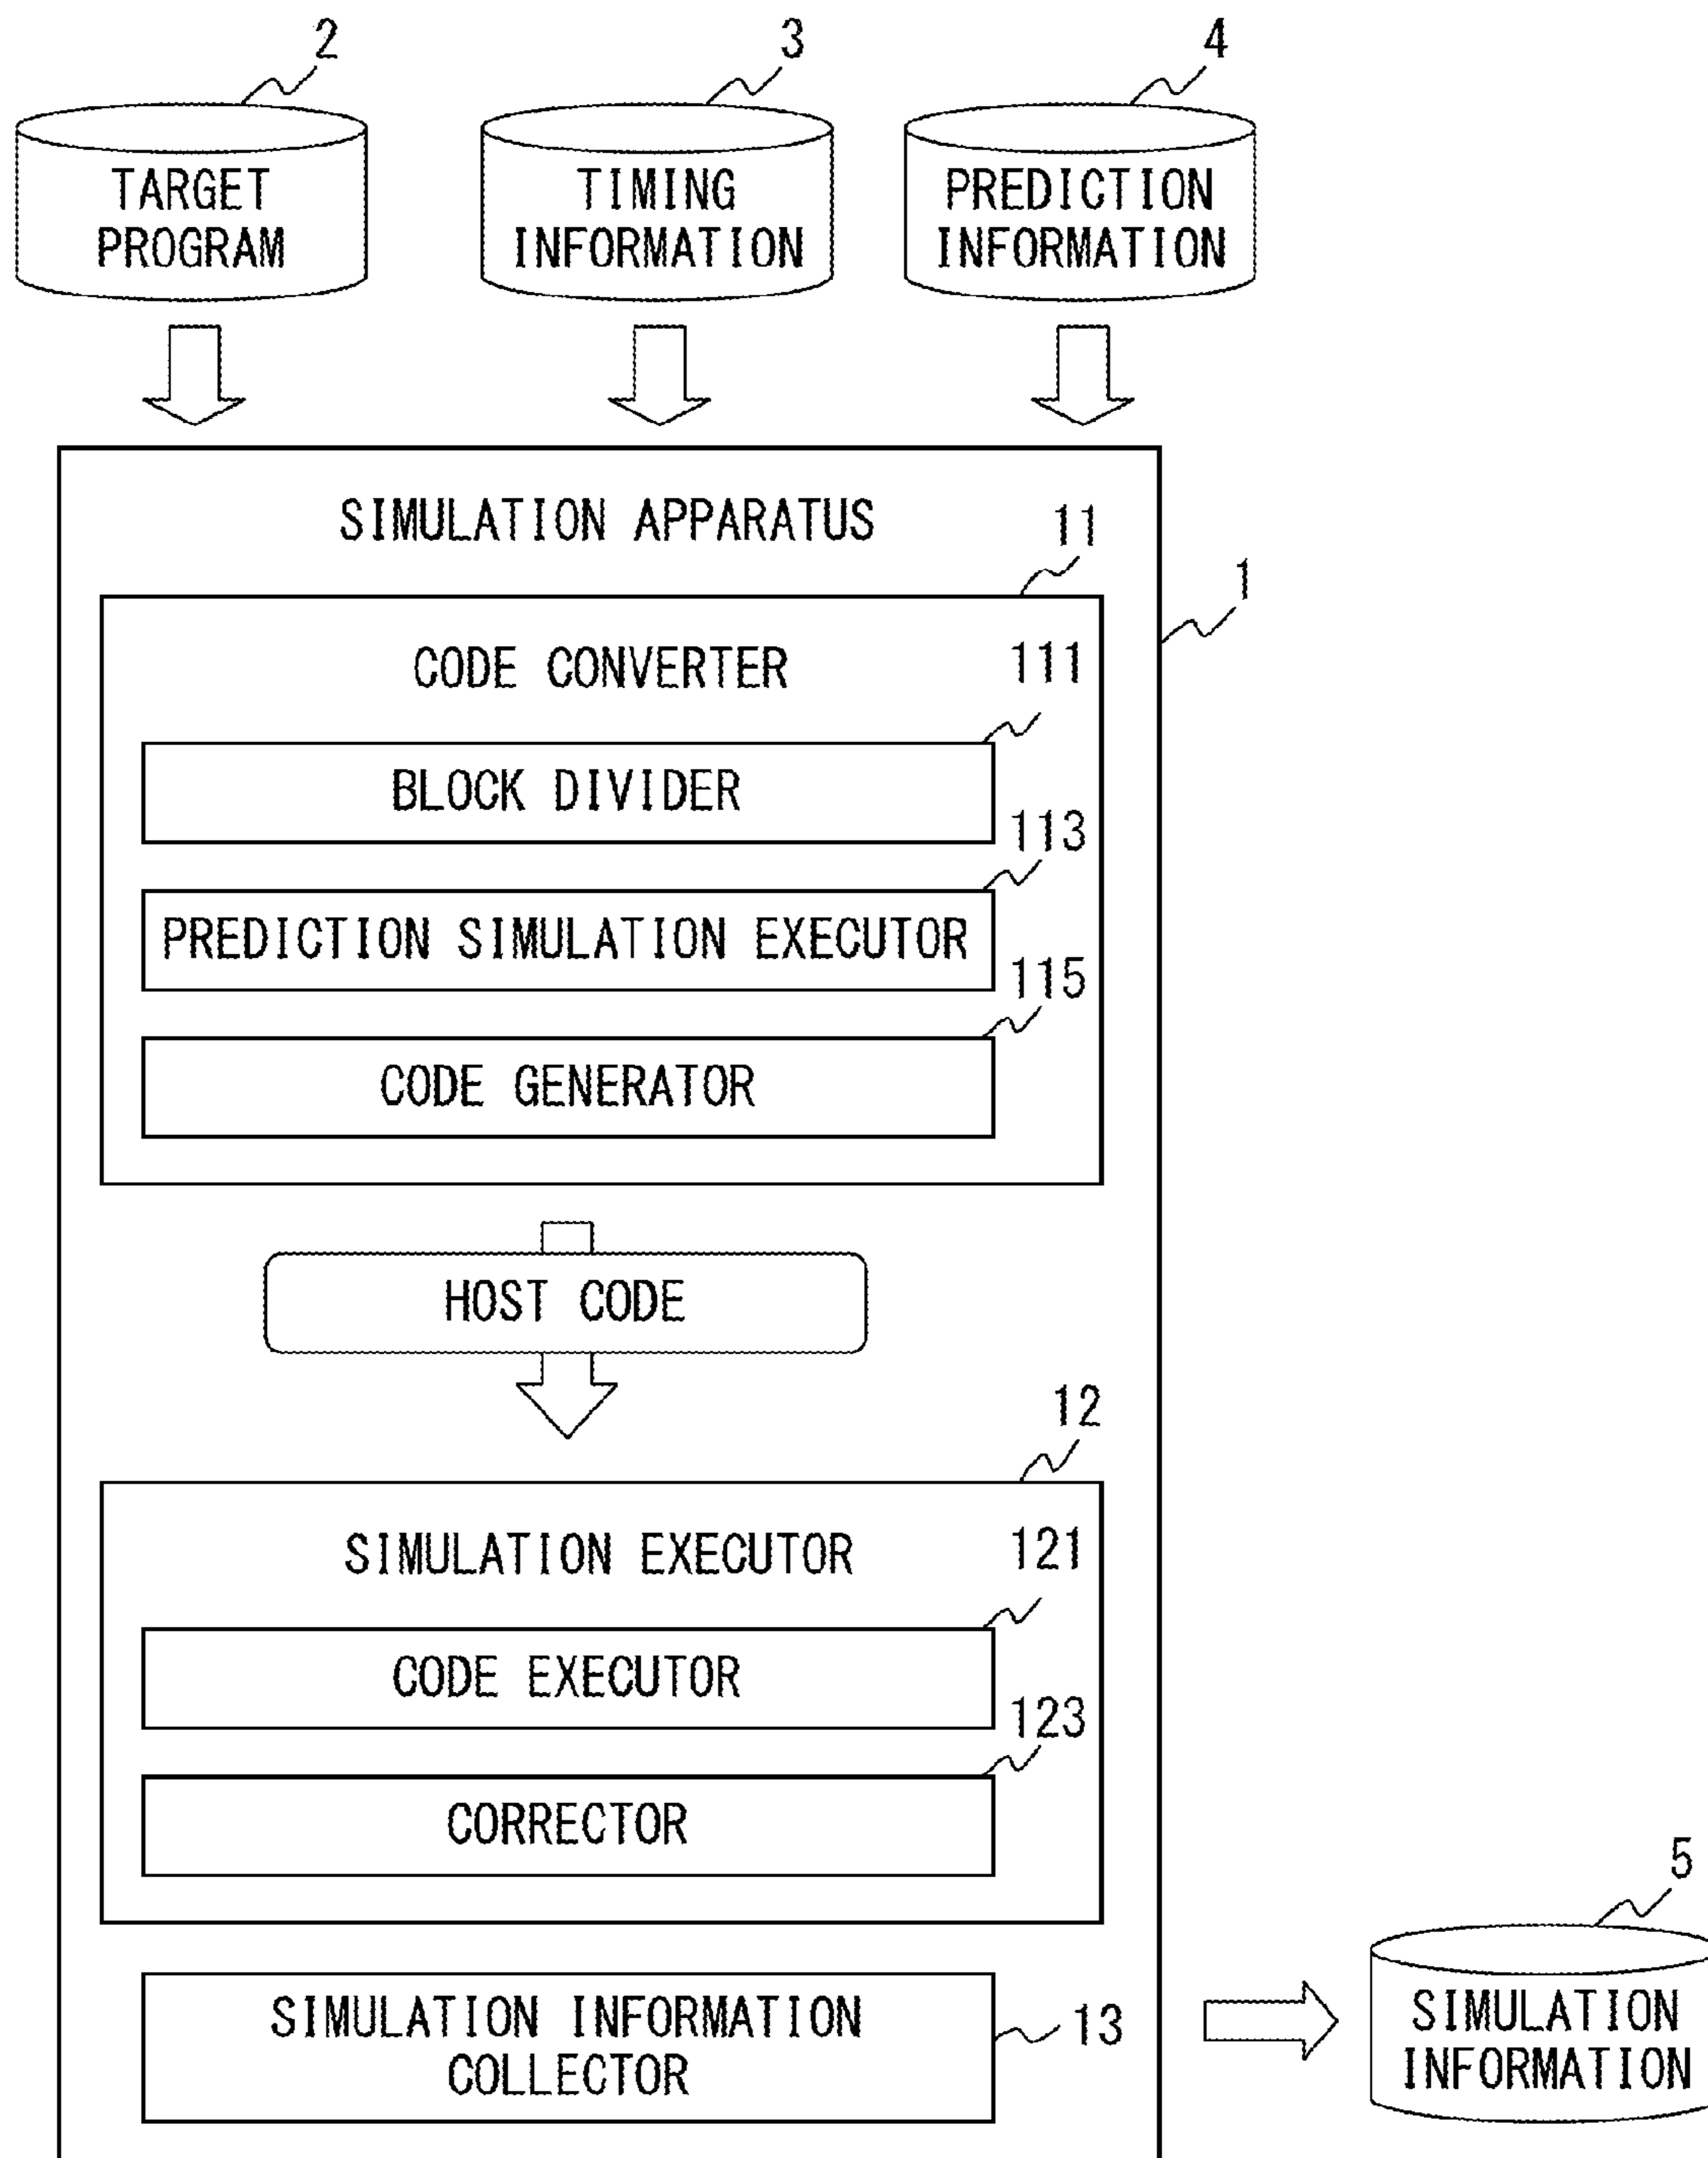 2
3
4
TARGET
PROGRAM
TIMING
INFORMATION
PREDICTION
INFORMATION
SIMULATION APPARATUS
11
1
CODE CONVERTER
111
BLOCK DIVIDER
113
PREDICTION SIMULATION EXECUTOR
115
CODE GENERATOR
HOST CODE
12
SIMULATION EXECUTOR
121
CODE EXECUTOR
123
CORRECTOR
5
SIMULATION INFORMATION
COLLECTOR
13
SIMULATION
INFORMATION